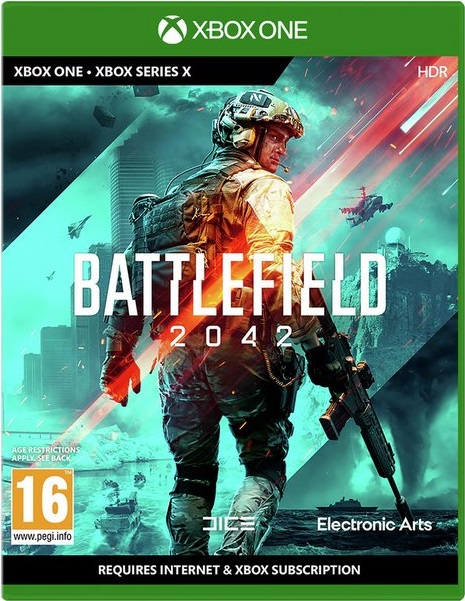 XBOX ONE
XBOX ONE • XBOX SERIES X
HDR
BATTLEFIELD
2042
AGE RESTRICTIONS
APPLY. SEE BACK
16
™
www.pegi.info
DICE
Electronic Arts
REQUIRES INTERNET & XBOX SUBSCRIPTION